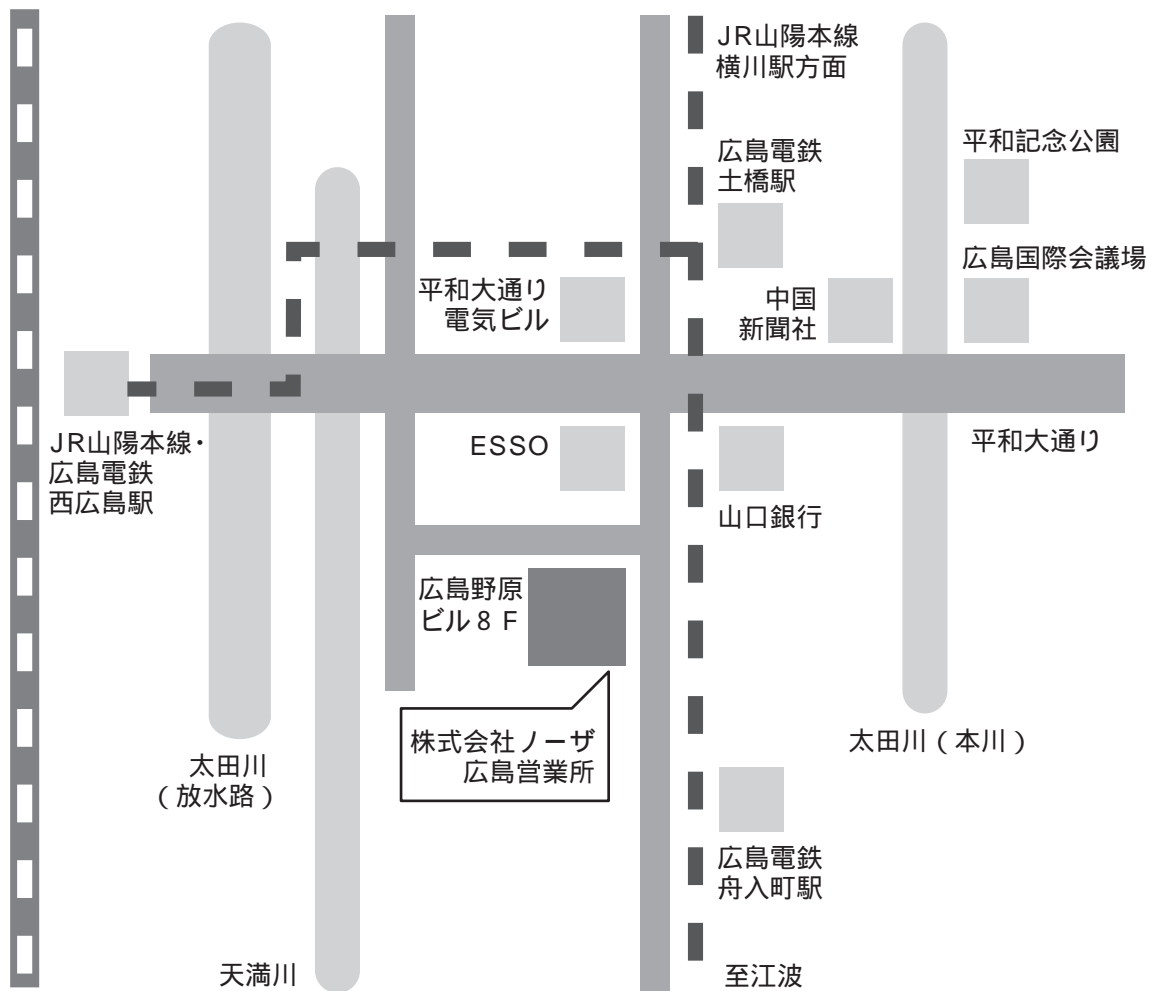 JR山陽本線
横川駅方面
平和記念公園
広島電鉄
土橋駅
広島国際会議場
平和大通り
電気ビル
中国
新聞社
JR山陽本線・
広島電鉄
西広島駅
ESSO
平和大通り
山口銀行
広島野原
ビル8F
株式会社ノーザ
広島営業所
太田川(本川)
太田川
(放水路)
広島電鉄
舟入町駅
天満川
至江波